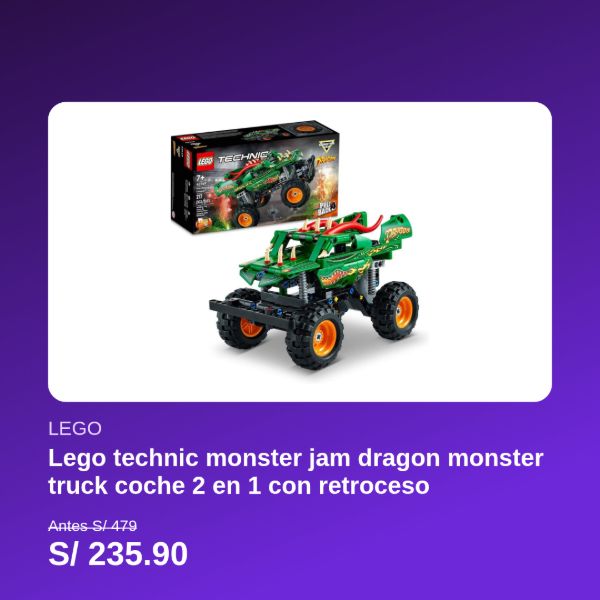 LEGO
TECHNIC
7+
DRAGON
LEGO
Lego technic monster jam dragon monster
truck coche 2 en 1 con retroceso
Antes S/ 479
S/ 235.90